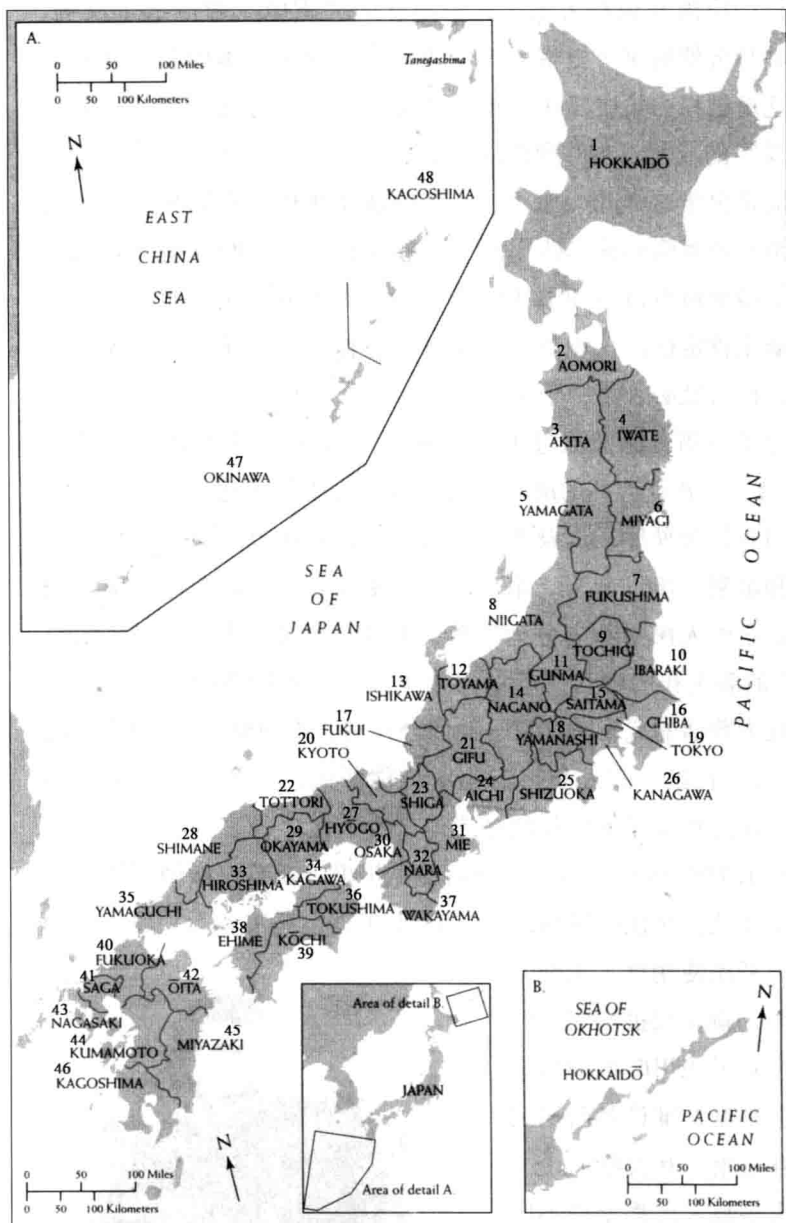 A.
0 50 100 Miles
0 50 100 Kilometers
N
Tanegashima
48
KAGOSHIMA
EAST
CHINA
SEA
47
OKINAWA
1
HOKKAIDŌ
2
AOMORI
3
AKITA
4
IWATE
5
YAMAGATA
6
MIYAGI
PACIFIC OCEAN
SEA
OF
JAPAN
7
FUKUSHIMA
8
NIIGATA
9
TOCHIGI
10
IBARAKI
11
GUNMA
12
TOYAMA
13
ISHIKAWA
14
NAGANO
15
SAITAMA
16
CHIBA
17
FUKUI
18
YAMANASHI
19
TOKYO
20
KYOTO
21
GIFU
22
TOTTORI
23
SHIGA
24
AICHI
25
SHIZUOKA
26
KANAGAWA
27
HYŌGO
28
SHIMANE
29
OKAYAMA
30
OSAKA
31
MIE
32
NARA
33
HIROSHIMA
34
KAGAWA
35
YAMAGUCHI
36
TOKUSHIMA
37
WAKAYAMA
38
EHIME
KŌCHI
39
40
FUKUOKA
41
SAGA
42
ŌITA
43
NAGASAKI
44
KUMAMOTO
45
MIYAZAKI
46
KAGOSHIMA
N
0 50 100 Miles
0 50 100 Kilometers
Area of detail B.
JAPAN
Area of detail A.
B.
SEA OF
OKHOTSK
N
HOKKAIDŌ
PACIFIC
OCEAN
0 50 100 Miles
0 50 100 Kilometers